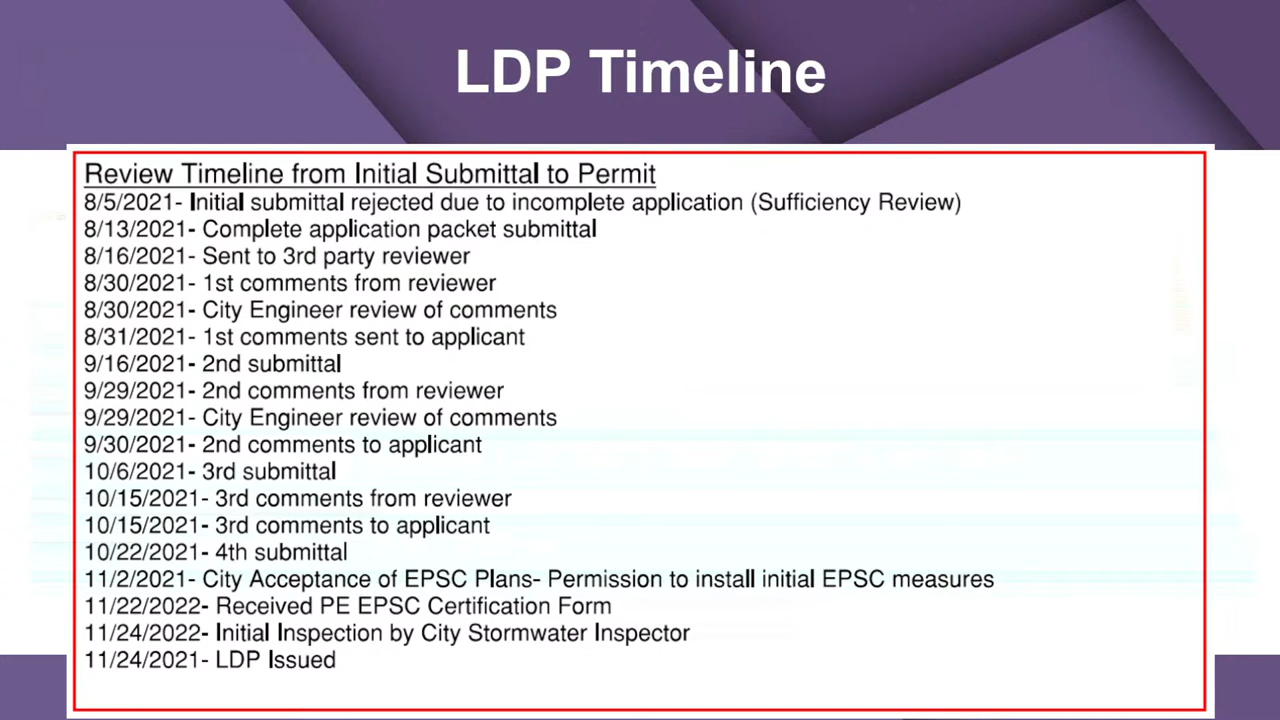 LDP Timeline
Review Timeline from Initial Submittal to Permit
8/5/2021- Initial submittal rejected due to incomplete application (Sufficiency Review)
8/13/2021- Complete application packet submittal
8/16/2021- Sent to 3rd party reviewer
8/30/2021- 1st comments from reviewer
8/30/2021- City Engineer review of comments
8/31/2021- 1st comments sent to applicant
9/16/2021- 2nd submittal
9/29/2021- 2nd comments from reviewer
9/29/2021- City Engineer review of comments
9/30/2021- 2nd comments to applicant
10/6/2021- 3rd submittal
10/15/2021- 3rd comments from reviewer
10/15/2021- 3rd comments to applicant
10/22/2021- 4th submittal
11/2/2021- City Acceptance of EPSC Plans- Permission to install initial EPSC measures
11/22/2022- Received PE EPSC Certification Form
11/24/2022- Initial Inspection by City Stormwater Inspector
11/24/2021- LDP Issued